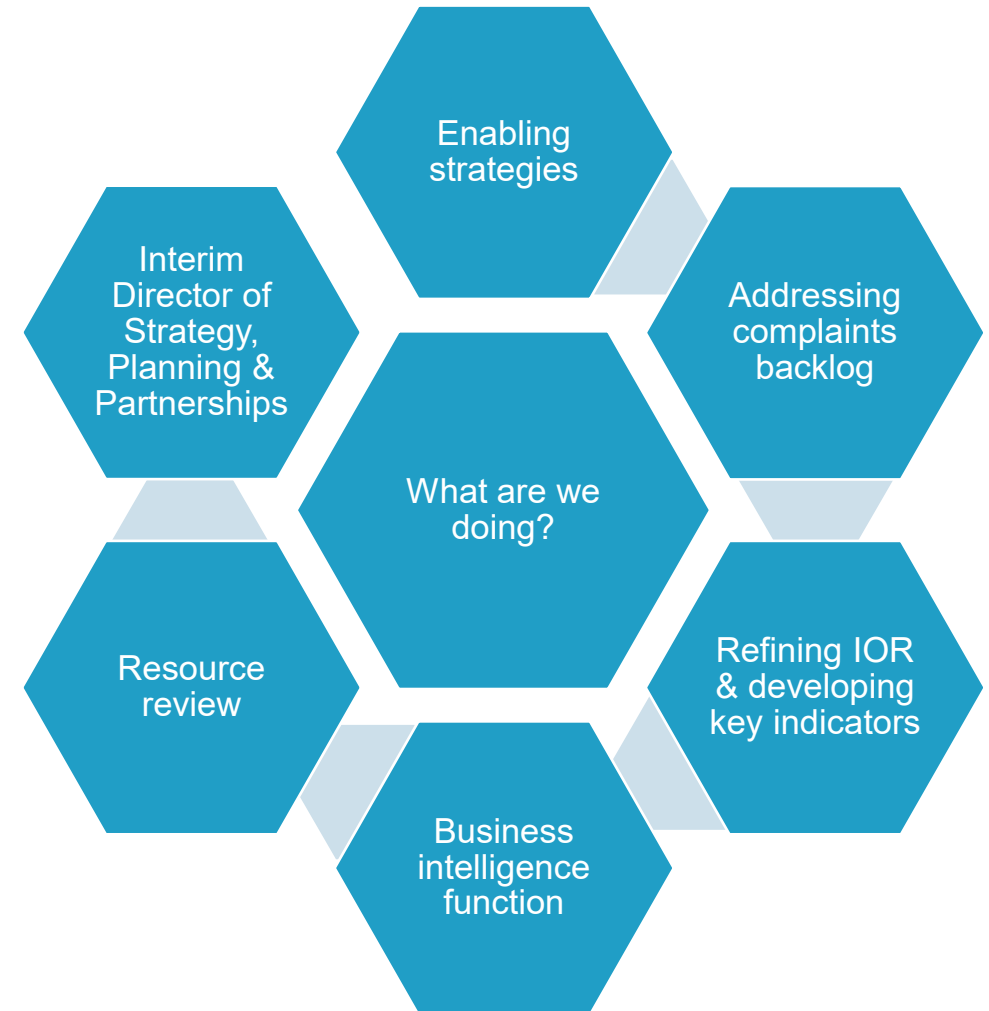 Enabling
strategies
Addressing
complaints
backlog
Refining IOR
& developing
key indicators
Business
intelligence
function
Resource
review
Interim
Director of
Strategy,
Planning &
Partnerships
What are we
doing?